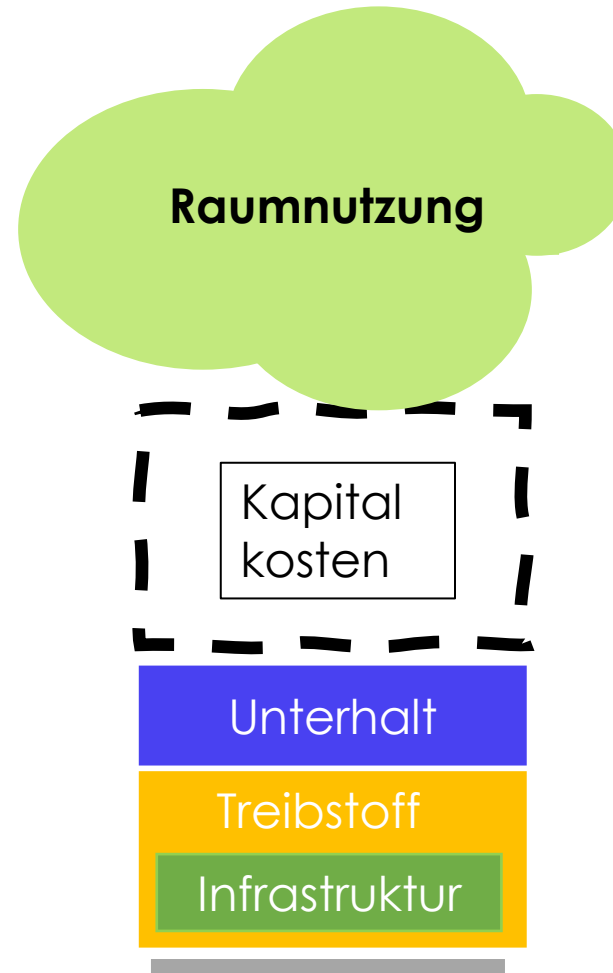 Raumnutzung
Kapital
kosten
Unterhalt
Treibstoff
Infrastruktur